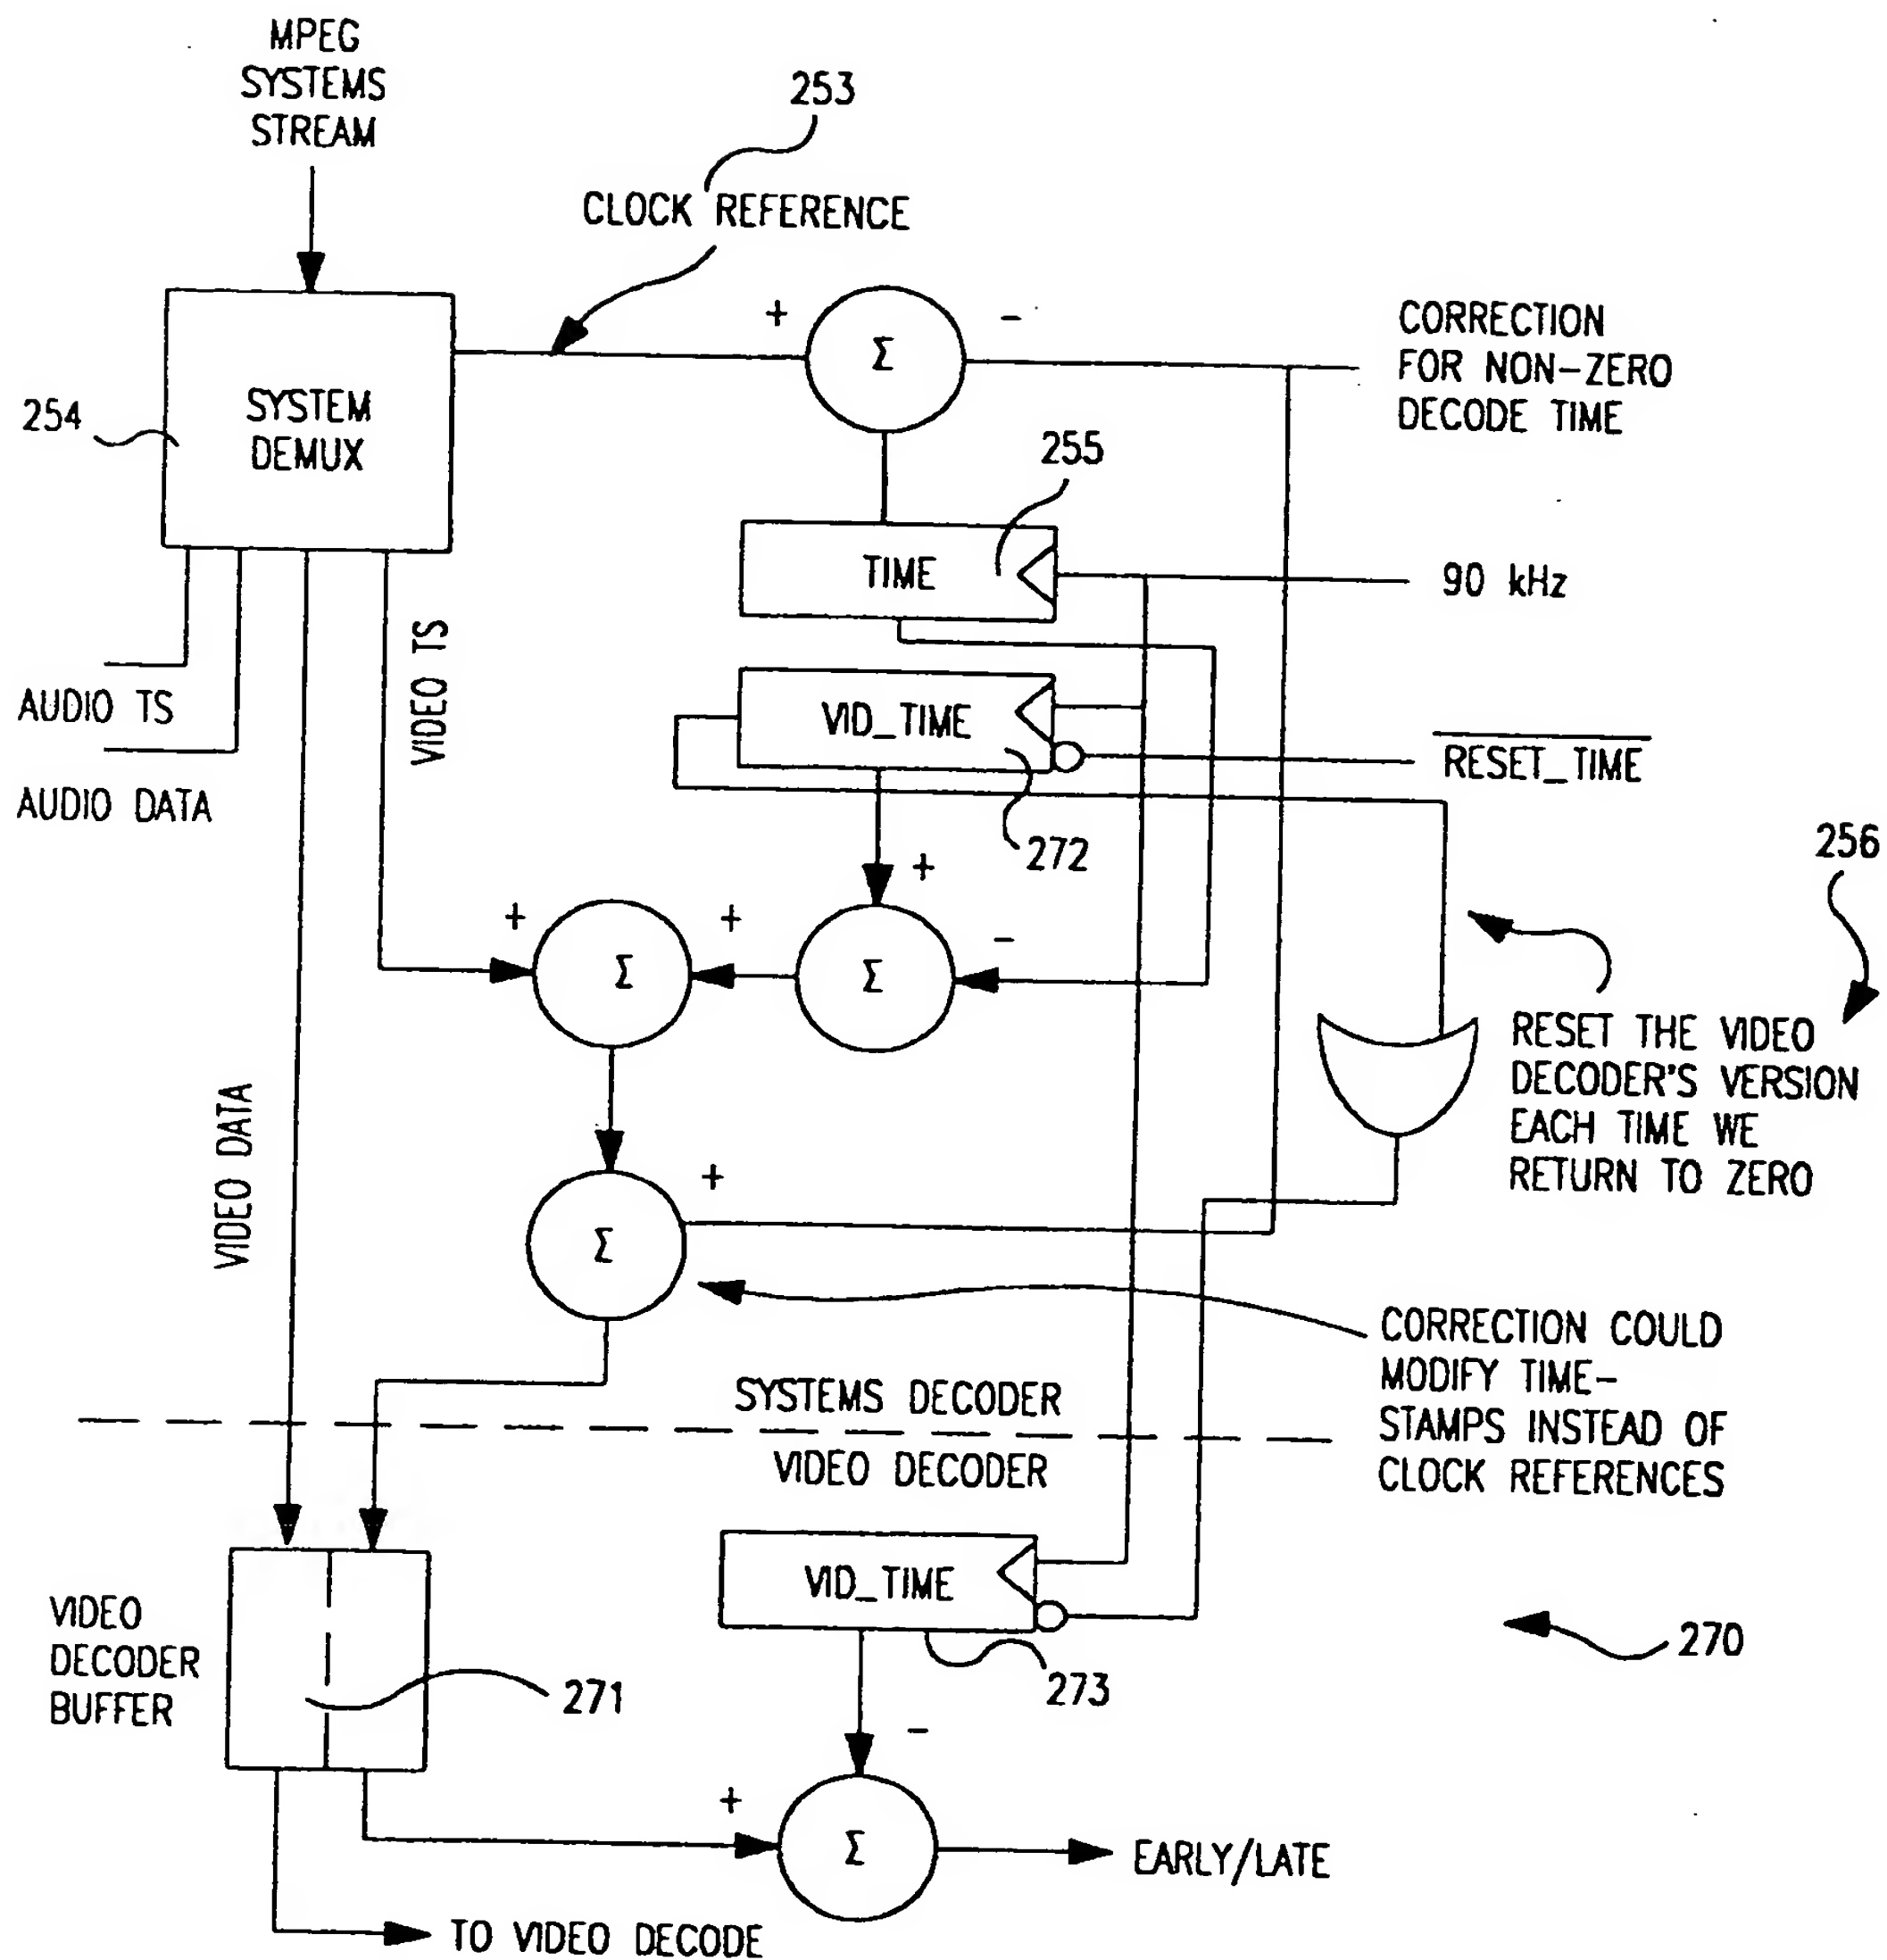 MPEG
SYSTEMS
STREAM
253
CLOCK REFERENCE
+
Σ
-
CORRECTION
FOR NON-ZERO
DECODE TIME
254
SYSTEM
DEMUX
255
TIME
90 kHz
VIDEO TS
AUDIO TS
VID_TIME
RESET_TIME
AUDIO DATA
272
256
+
+
+
-
Σ
Σ
RESET THE VIDEO
DECODER'S VERSION
EACH TIME WE
RETURN TO ZERO
VIDEO DATA
+
Σ
CORRECTION COULD
MODIFY TIME-
STAMPS INSTEAD OF
CLOCK REFERENCES
SYSTEMS DECODER
VIDEO DECODER
VID_TIME
VIDEO
DECODER
BUFFER
270
271
273
-
+
Σ
EARLY/LATE
TO VIDEO DECODE